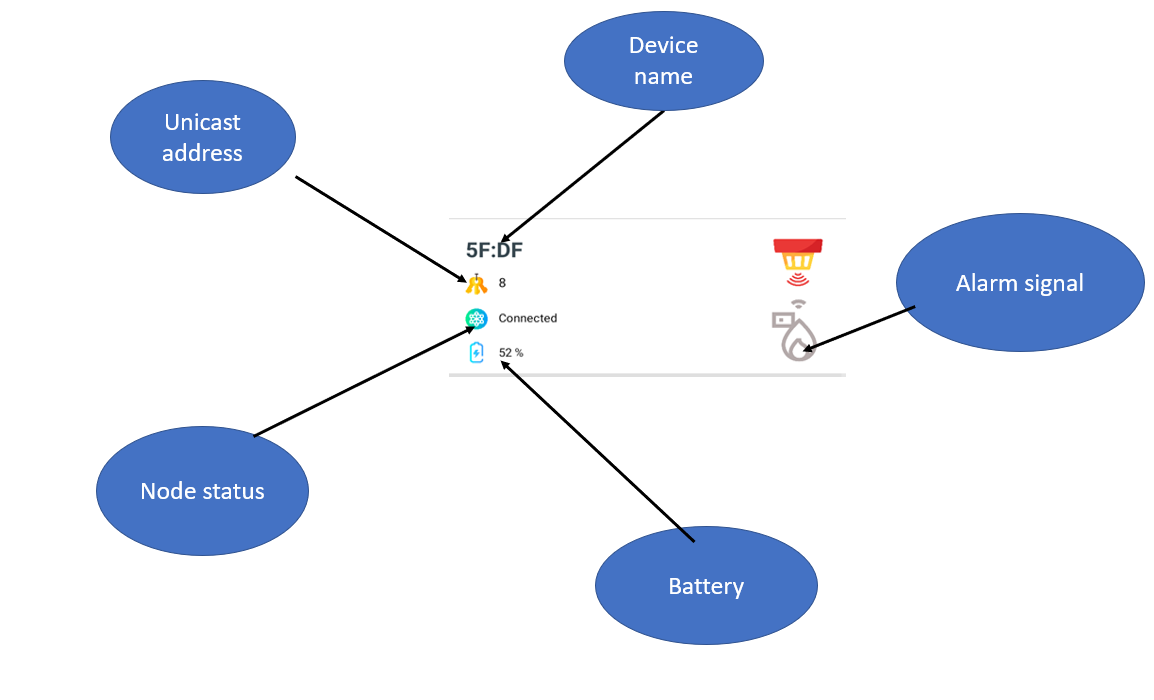 Device
name
Unicast
address
5F:DF
8
Connected
52 %
Alarm signal
Node status
Battery